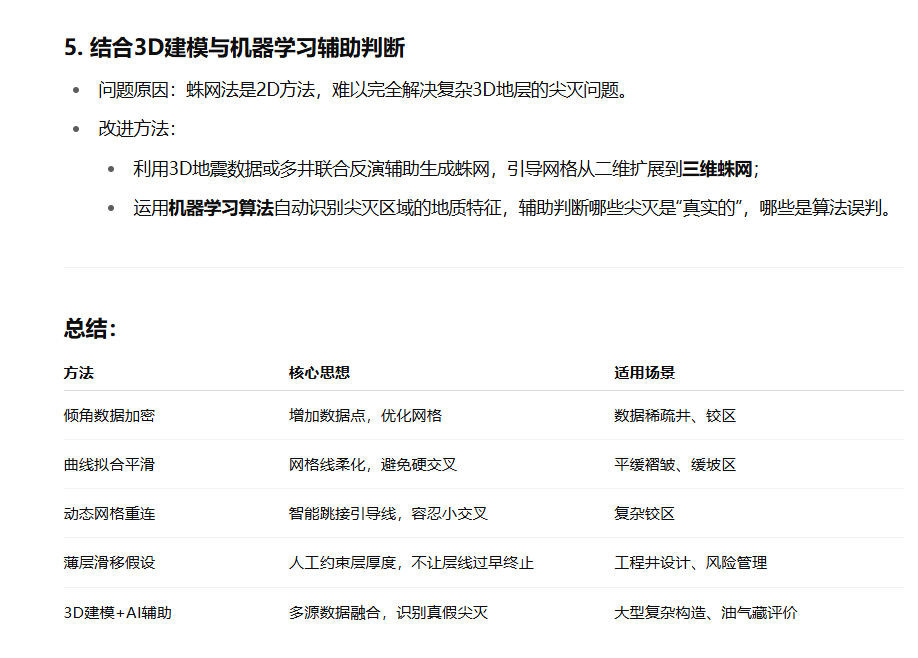 5. 结合3D建模与机器学习辅助判断
• 问题原因：蛛网法是2D方法，难以完全解决复杂3D地层的尖灭问题。
• 改进方法：
• 利用3D地震数据或多井联合反演辅助生成蛛网，引导网格从二维扩展到三维蛛网；
• 运用机器学习算法自动识别尖灭区域的地质特征，辅助判断哪些尖灭是“真实的”，哪些是算法误判。
总结：
方法 核心思想 适用场景
倾角数据加密 增加数据点，优化网格 数据稀疏井、铰区
曲线拟合平滑 网格线柔化，避免硬交叉 平缓褶皱、缓坡区
动态网格重连 智能跳接引导线，容忍小交叉 复杂铰区
薄层滑移假设 人工约束层厚度，不让层线过早终止 工程井设计、风险管理
3D建模+AI辅助 多源数据融合，识别真假尖灭 大型复杂构造、油气藏评价